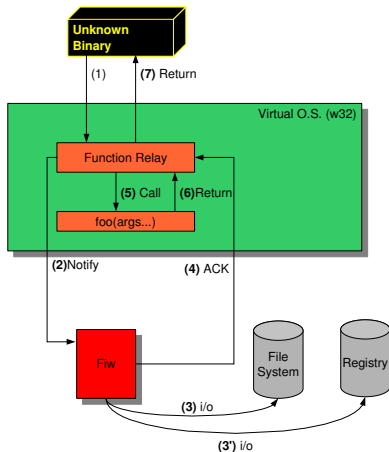 Unknown
Binary
(1)
(7) Return
Virtual O.S. (w32)
Function Relay
(5) Call
(6)Return
foo(args...)
(2)Notify
(4) ACK
Fiw
File
System
Registry
(3) i/o
(3') i/o